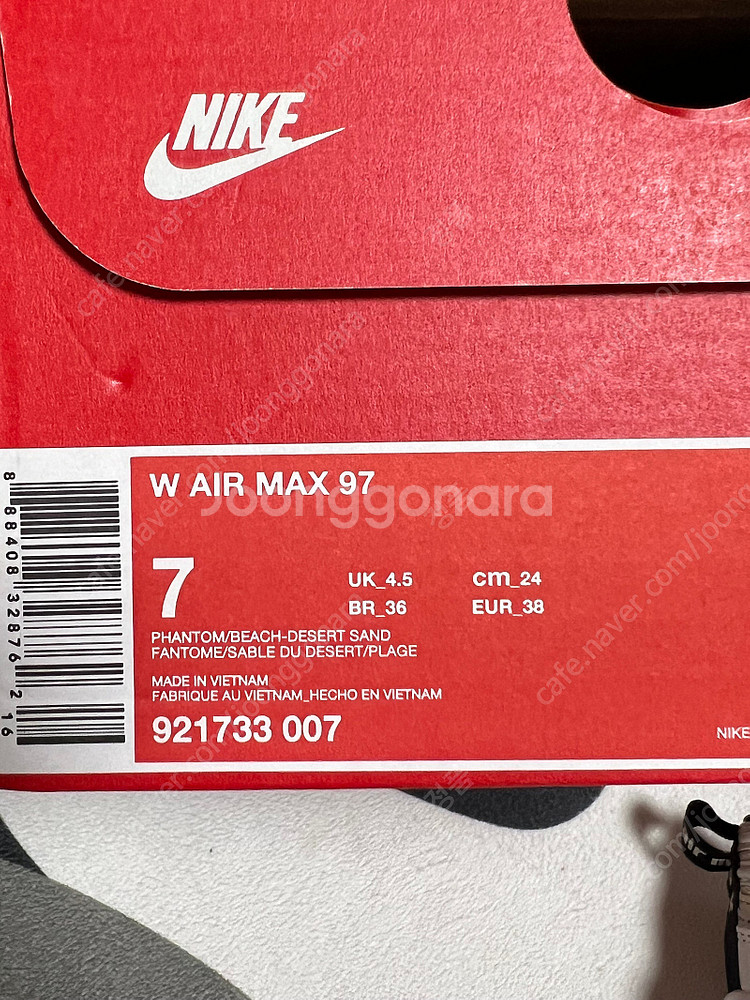 NIKE
W AIR MAX 97
Joonggonara
7
UK_4.5
cm_24
BR_36
EUR_38
PHANTOM/BEACH-DESERT SAND
FANTOME/SABLE DU DESERT/PLAGE
MADE IN VIETNAM
FABRIQUE AU VIETNAM_HECHO EN VIETNAM
921733 007
NIKE
8 88408 32876 2 16
cafe.naver.com/joonggonara